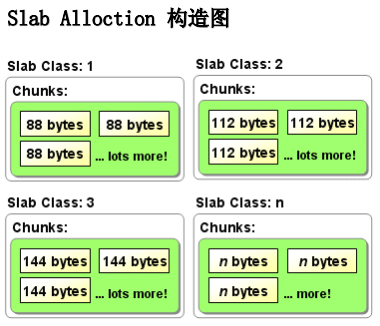 Slab Alloction 构造图
Slab Class: 1
Chunks:
88 bytes 88 bytes
88 bytes ... lots more!
Slab Class: 2
Chunks:
112 bytes 112 bytes
112 bytes ... lots more!
Slab Class: 3
Chunks:
144 bytes 144 bytes
144 bytes ... lots more!
Slab Class: n
Chunks:
n bytes n bytes
n bytes ... more!